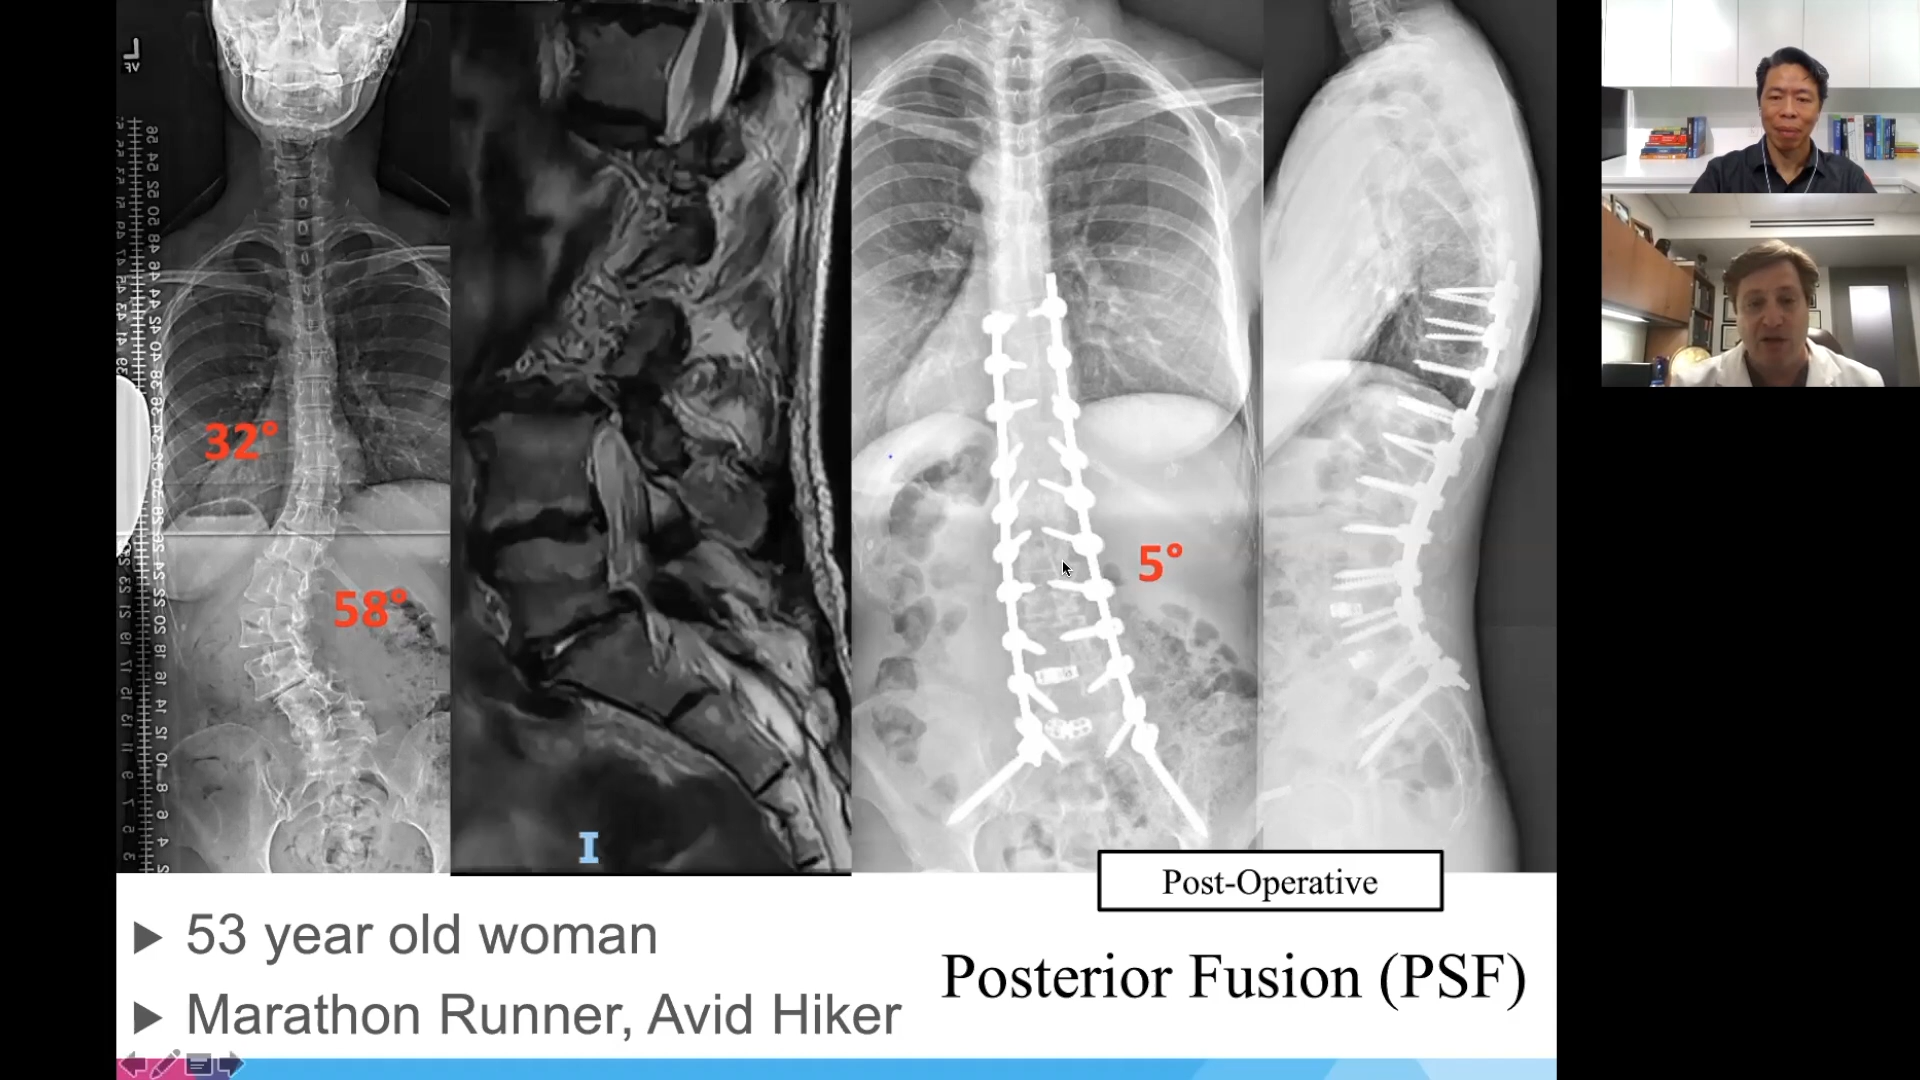 L
32°
58°
5°
I
Post-Operative
53 year old woman
Marathon Runner, Avid Hiker
Posterior Fusion (PSF)